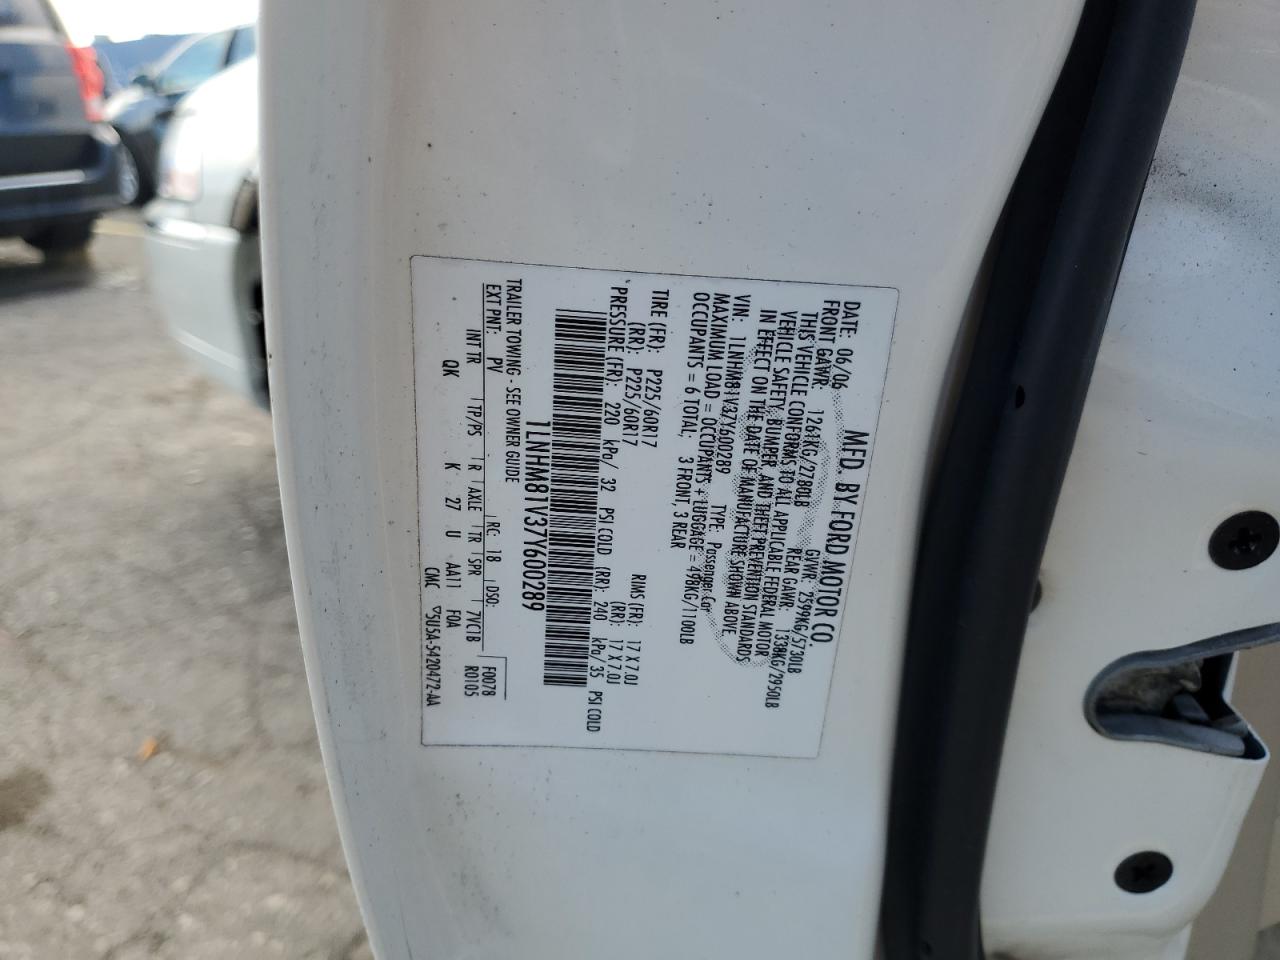 MFD. BY FORD MOTOR CO.
DATE: 06/06 GVWR: 2599KG/5730LB
FRONT GAWR: 1261KG/2780LB REAR GAWR: 1338KG/2950LB
THIS VEHICLE CONFORMS TO ALL APPLICABLE FEDERAL MOTOR
VEHICLE SAFETY, BUMPER, AND THEFT PREVENTION STANDARDS
IN EFFECT ON THE DATE OF MANUFACTURE SHOWN ABOVE.
VIN: 1LNHM81V37Y600289 TYPE: Passenger Car
MAXIMUM LOAD = OCCUPANTS + LUGGAGE = 498KG/1100LB
OCCUPANTS = 6 TOTAL; 3 FRONT, 3 REAR
TIRE (FR): P225/60R17 RIMS (FR): 17 X 7.0J
(RR): P225/60R17 (RR): 17 X 7.0J
PRESSURE (FR): 220 kPa/ 32 PSI COLD (RR): 240 kPa/ 35 PSI COLD
1LNHM81V37Y600289
TRAILER TOWING - SEE OWNER GUIDE
EXT PNT: PV RC: 18 DSO: F0078
R0105
INT TR TP/PS R AXLE TR SPR 7VCTB
QK K 27 U AA11 FOA
CMC ▽5U5A-5420472-AA